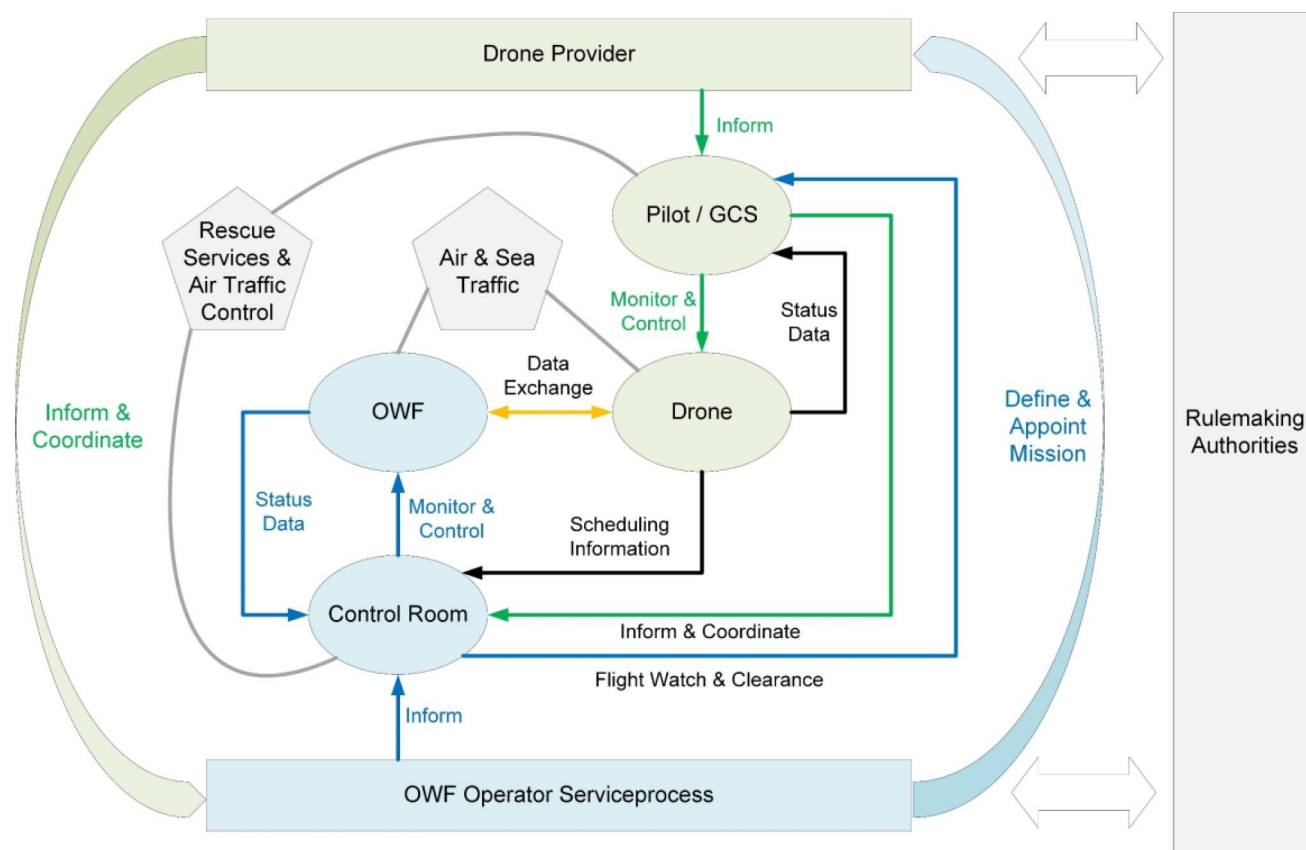 Drone Provider
Inform
Pilot / GCS
Rescue
Services &
Air Traffic
Control
Air & Sea
Traffic
Monitor &
Control
Status
Data
Data
Exchange
OWF
Drone
Inform &
Coordinate
Define &
Appoint
Mission
Rulemaking
Authorities
Status
Data
Monitor &
Control
Scheduling
Information
Control Room
Inform & Coordinate
Flight Watch & Clearance
Inform
OWF Operator Serviceprocess